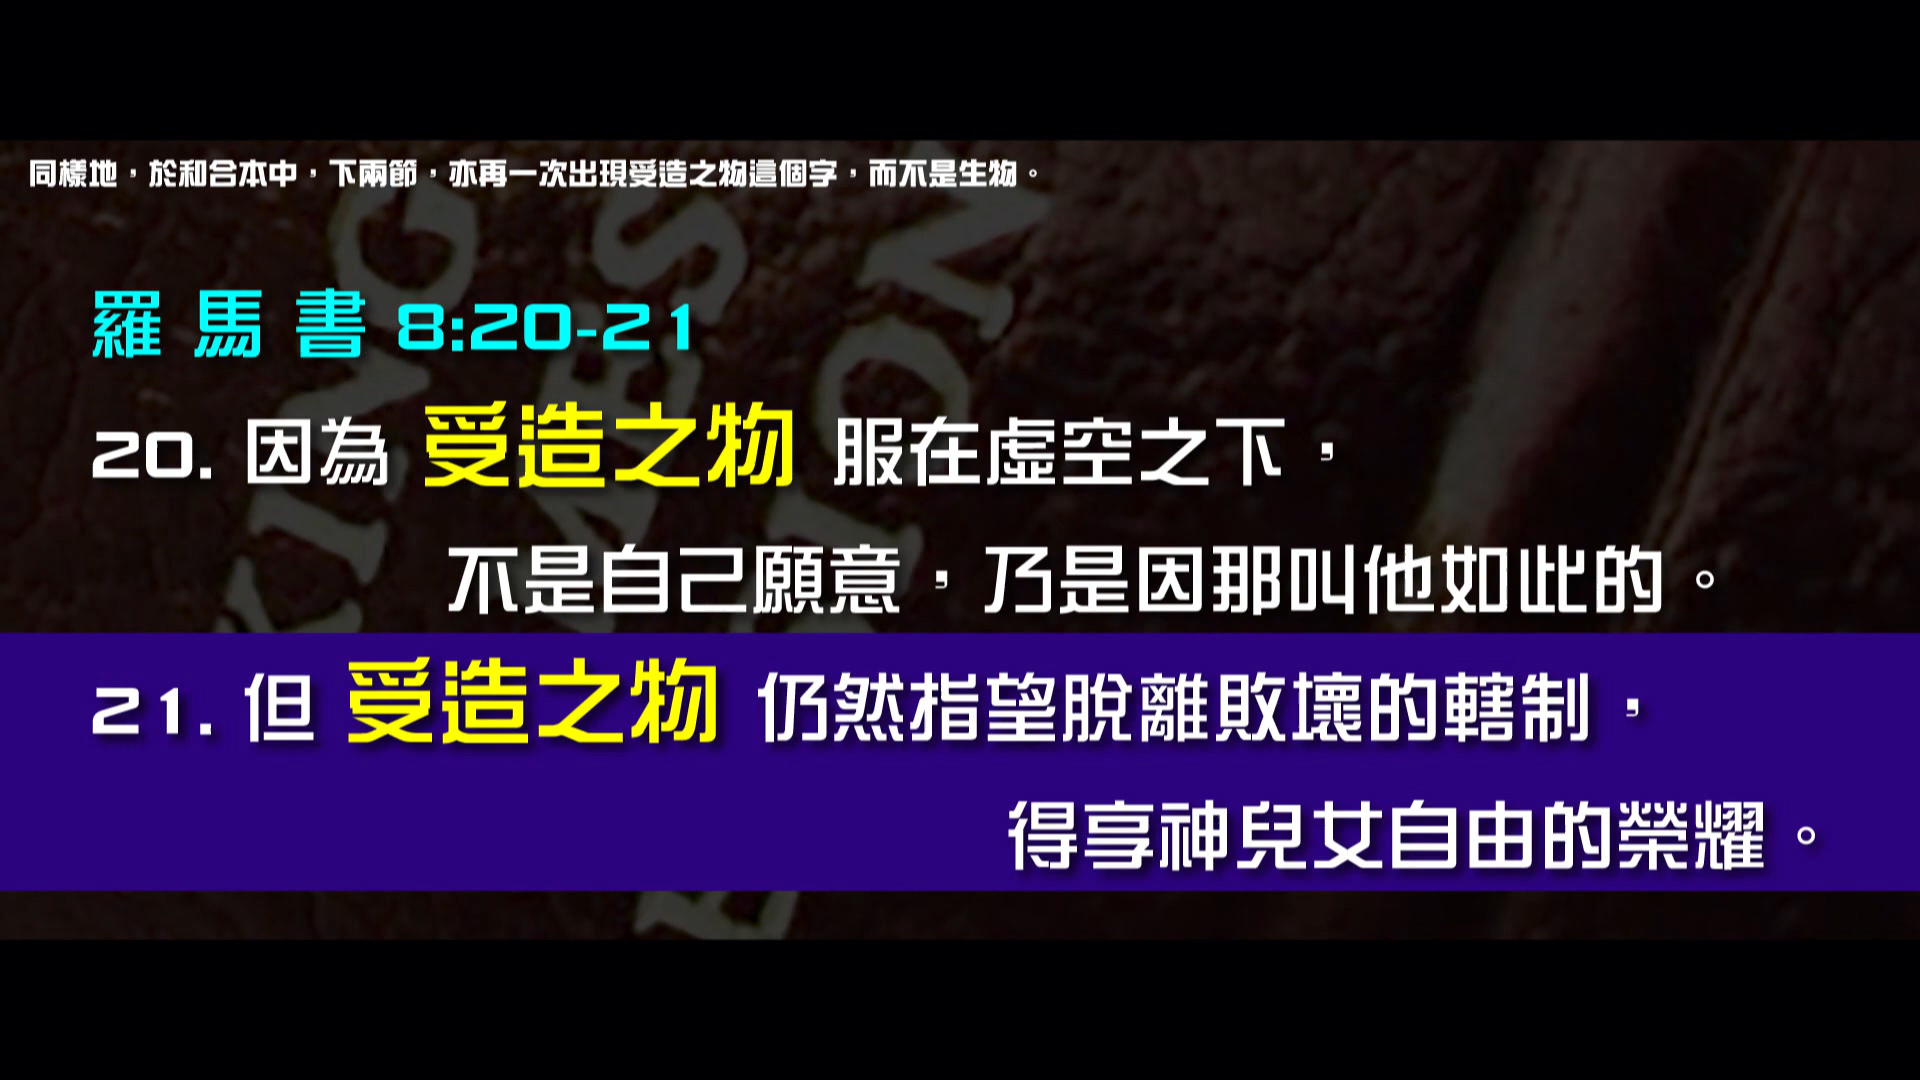 同樣地，於和合本中，下兩節，亦再一次出現受造之物這個字，而不是生物。
羅馬書 8:20-21
20. 因為 受造之物 服在虛空之下，
不是自己願意，乃是因那叫他如此的。
21. 但 受造之物 仍然指望脫離敗壞的轄制，
得享神兒女自由的榮耀。